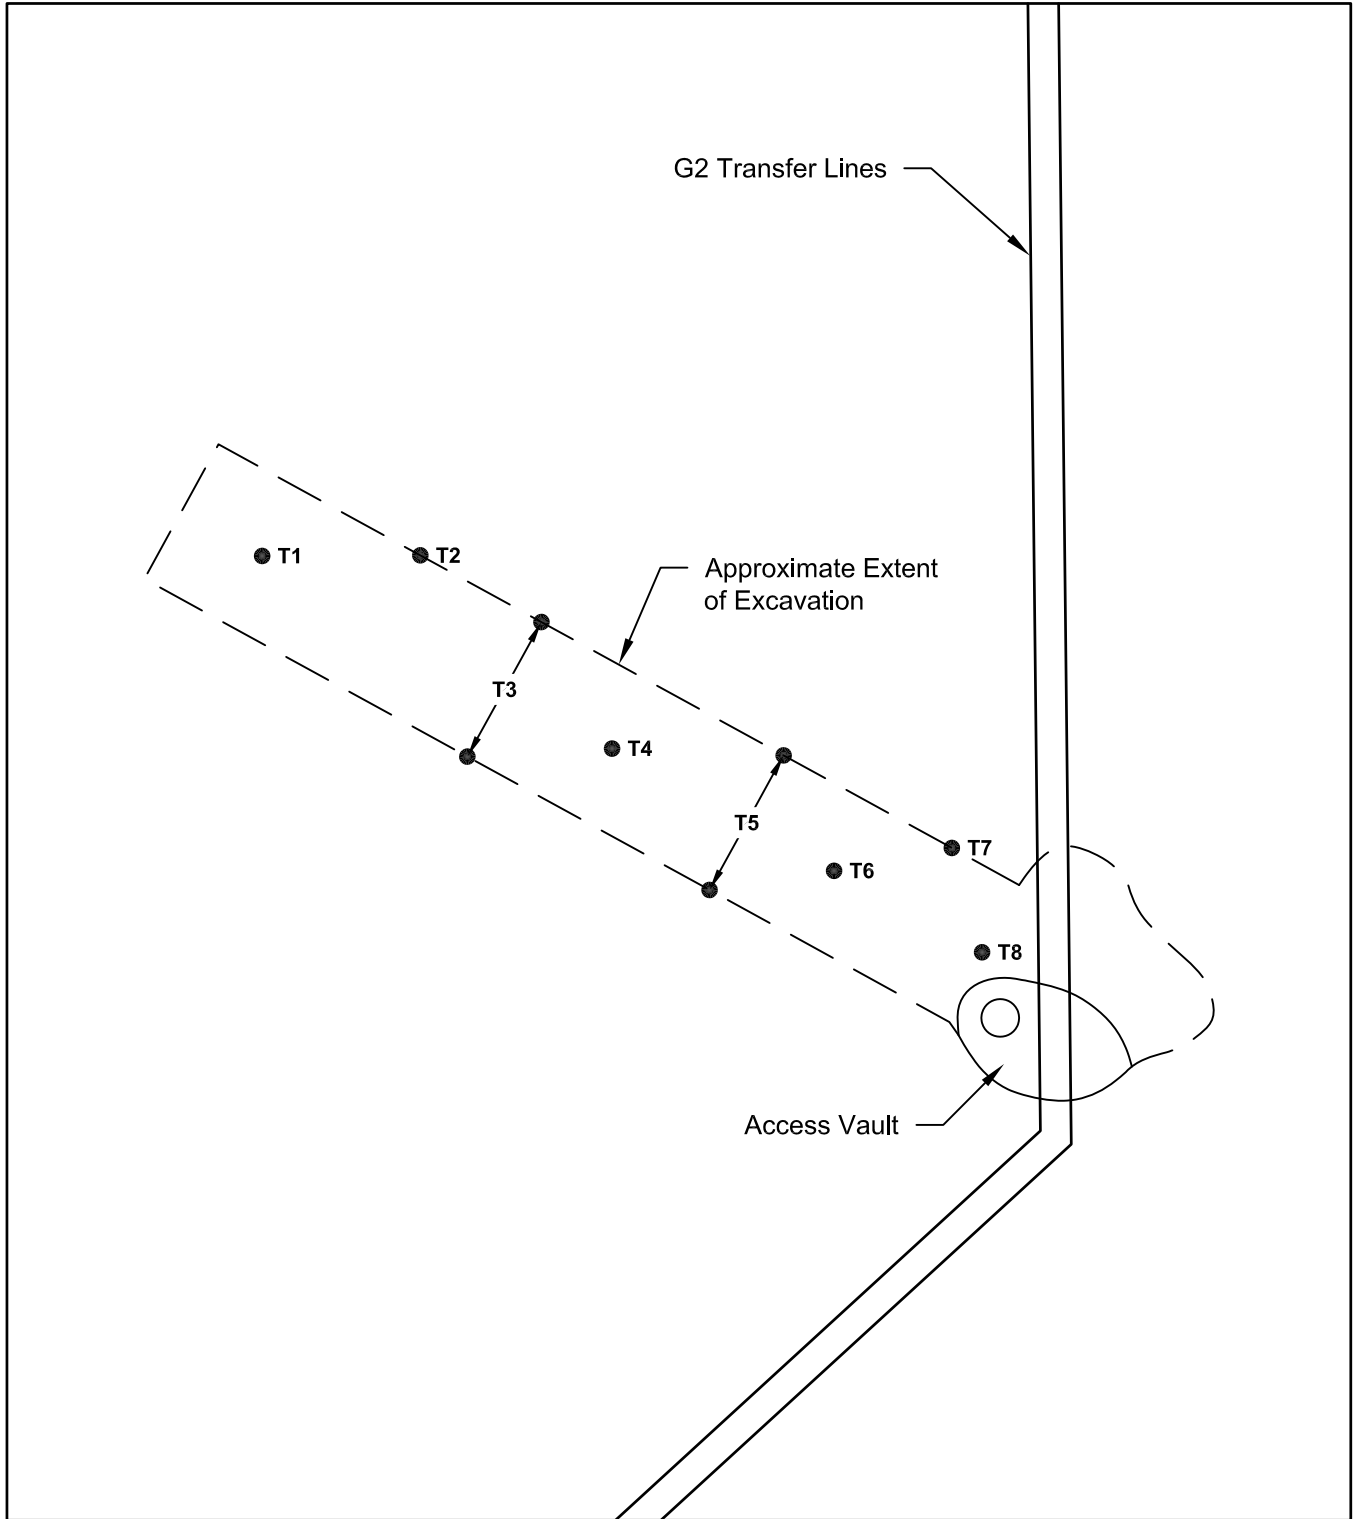 G2 Transfer Lines
T1
T2
Approximate Extent
of Excavation
T3
T4
T5
T7
T6
T8
Access Vault